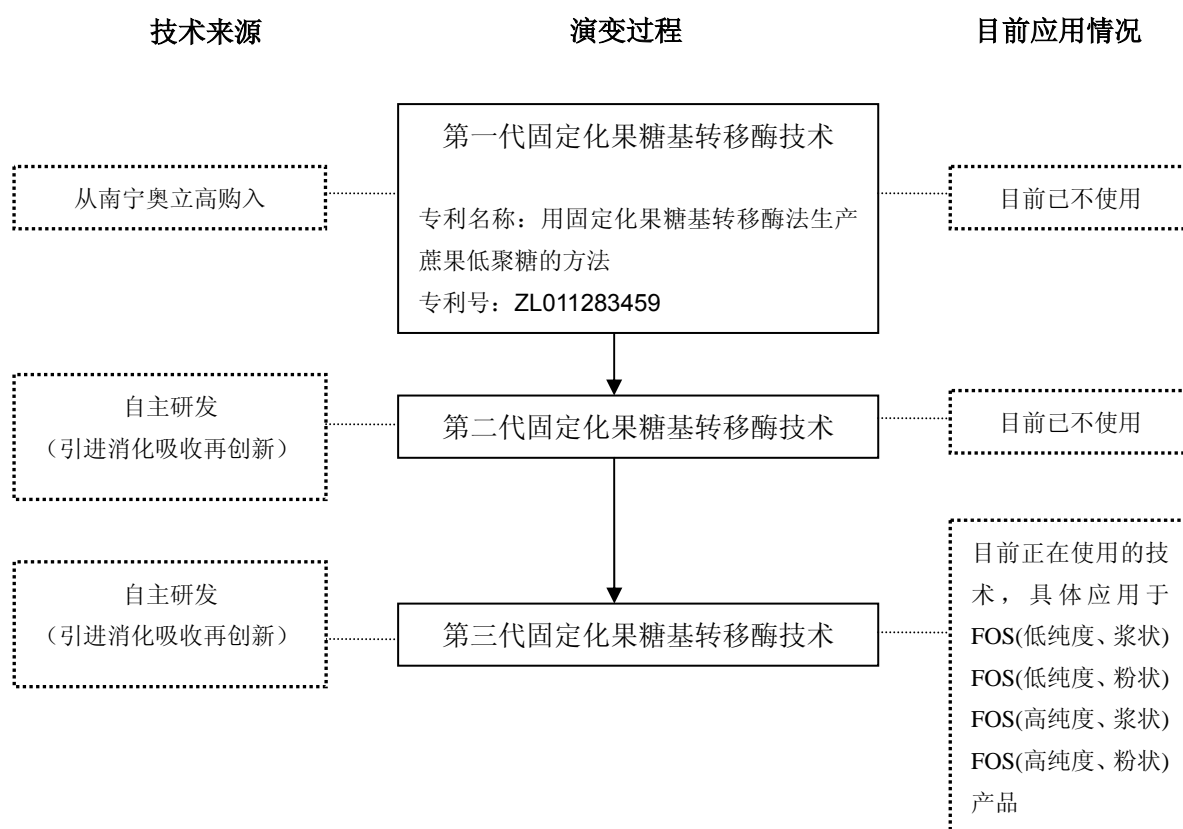 技术来源
演变过程
目前应用情况
第一代固定化果糖基转移酶技术
从南宁奥立高购入
专利名称：用固定化果糖基转移酶法生产
蔗果低聚糖的方法
专利号：ZL011283459
目前已不使用
自主研发
（引进消化吸收再创新）
第二代固定化果糖基转移酶技术
目前已不使用
自主研发
（引进消化吸收再创新）
第三代固定化果糖基转移酶技术
目前正在使用的技
术，具体应用于
FOS(低纯度、浆状)
FOS(低纯度、粉状)
FOS(高纯度、浆状)
FOS(高纯度、粉状)
产品